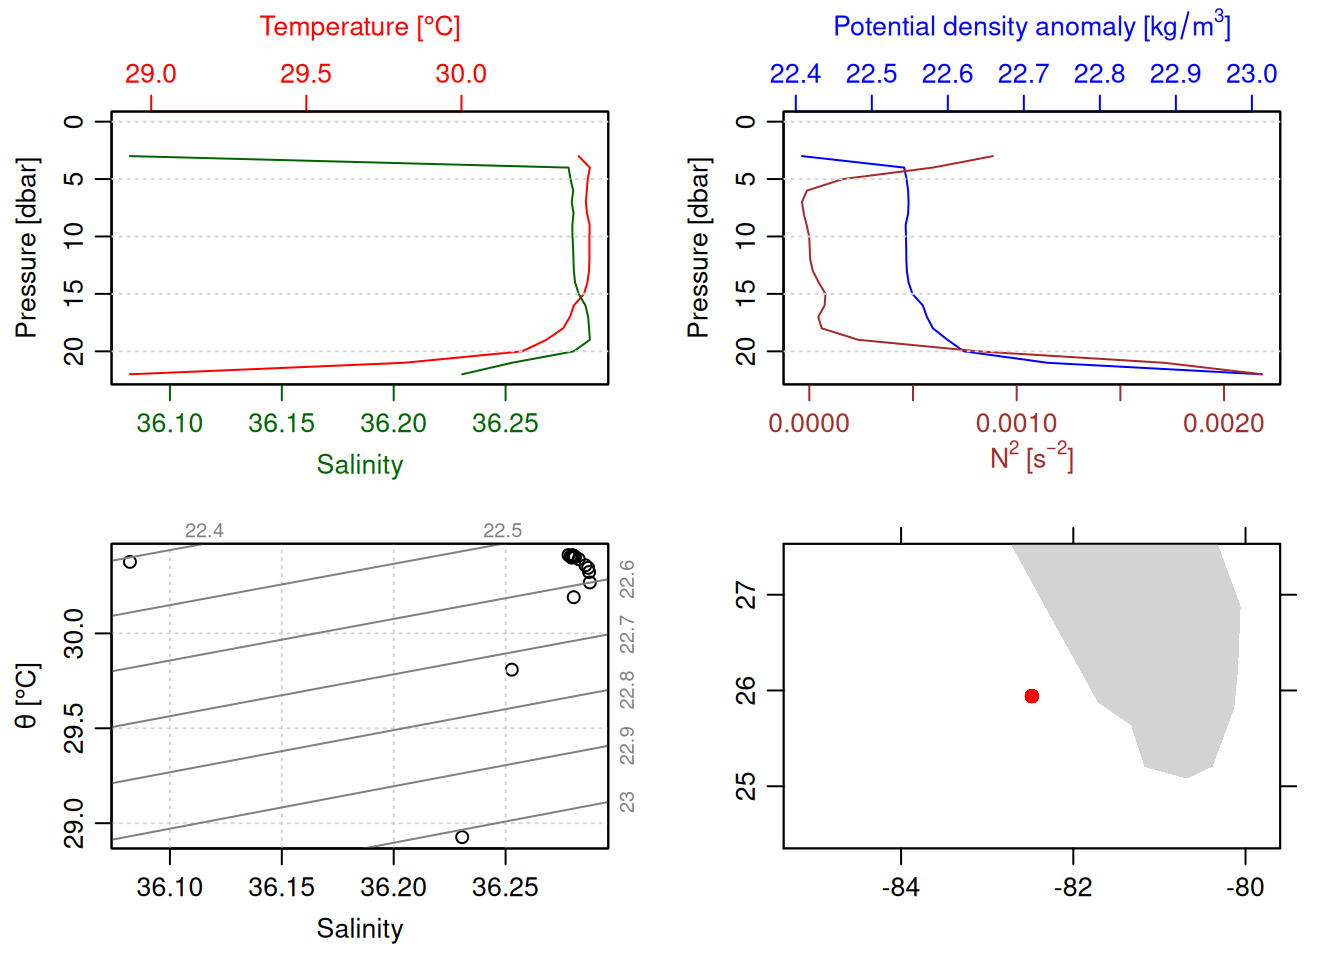 Temperature [°C]
29.0 29.5 30.0
Pressure [dbar]
0
5
10
15
20
36.10 36.15 36.20 36.25
Salinity
Potential density anomaly [kg/m³]
22.4 22.5 22.6 22.7 22.8 22.9 23.0
Pressure [dbar]
0
5
10
15
20
0.0000 0.0010 0.0020
N² [s⁻²]
22.4 22.5
22.6
22.7
22.8
22.9
23
θ [°C]
30.0
29.5
29.0
36.10 36.15 36.20 36.25
Salinity
27
26
25
-84 -82 -80